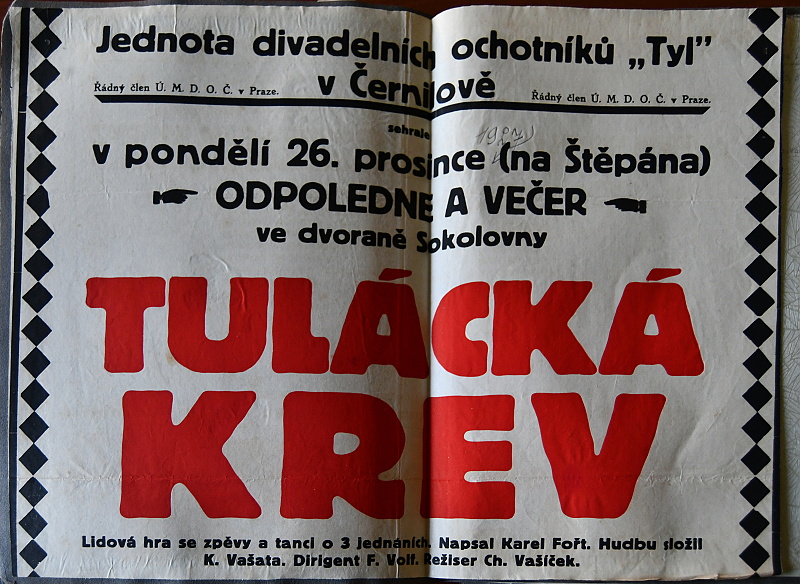 Jednota divadelních ochotníků „Tyl”
v Černilově
Řádný člen Ú. M. D. O. Č. v Praze.
Řádný člen Ú. M. D. O. Č. v Praze.
sehraje
v pondělí 26. prosince (na Štěpána)
ODPOLEDNE A VEČER
ve dvoraně Sokolovny
TULÁCKÁ
KREV
Lidová hra se zpěvy a tanci o 3 jednáních. Napsal Karel Fořt. Hudbu složil
K. Vašata. Dirigent F. Volf. Režiser Ch. Vašíček.